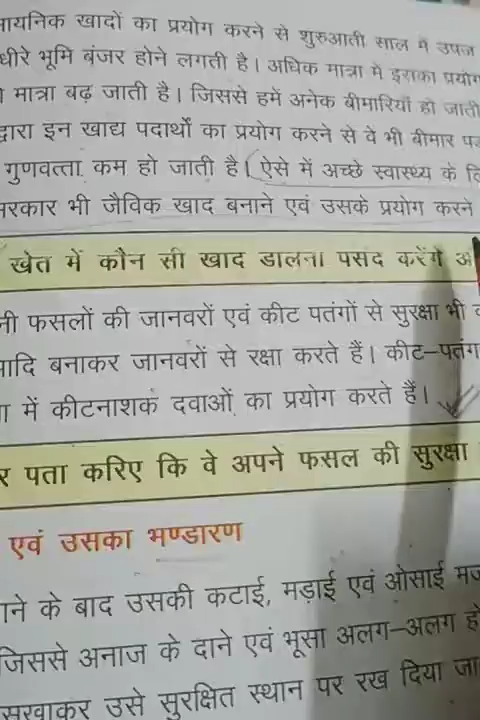 रासायनिक खादों का प्रयोग करने से शुरुआती साल में उपज
धीरे भूमि बंजर होने लगती है। अधिक मात्रा में इसका प्रयोग
मात्रा बढ़ जाती है। जिससे हमें अनेक बीमारियाँ हो जाती
द्वारा इन खाद्य पदार्थों का प्रयोग करने से वे भी बीमार पड़
गुणवत्ता कम हो जाती है। ऐसे में अच्छे स्वास्थ्य के लि
सरकार भी जैविक खाद बनाने एवं उसके प्रयोग करने
खेत में कौन सी खाद डालना पसंद करेंगे
नी फसलों की जानवरों एवं कीट पतंगों से सुरक्षा भी
आदि बनाकर जानवरों से रक्षा करते हैं। कीट-पतंग
में कीटनाशक दवाओं का प्रयोग करते हैं।
र पता करिए कि वे अपने फसल की सुरक्षा
एवं उसका भण्डारण
ने के बाद उसकी कटाई, मड़ाई एवं ओसाई
जिससे अनाज के दाने एवं भूसा अलग-अलग
सुखाकर उसे सुरक्षित स्थान पर रख दिया जा